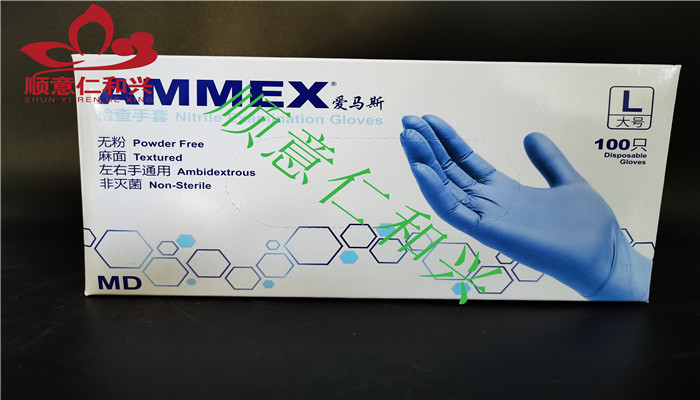 顺意仁和兴
SHUN YI REN HE XING
AMMEX®
爱马斯
检查手套 Nitrile Examination Gloves
无粉 Powder Free
麻面 Textured
左右手通用 Ambidextrous
非灭菌 Non-Sterile
L
大号
100只
Disposable
Gloves
顺意仁和兴
MD